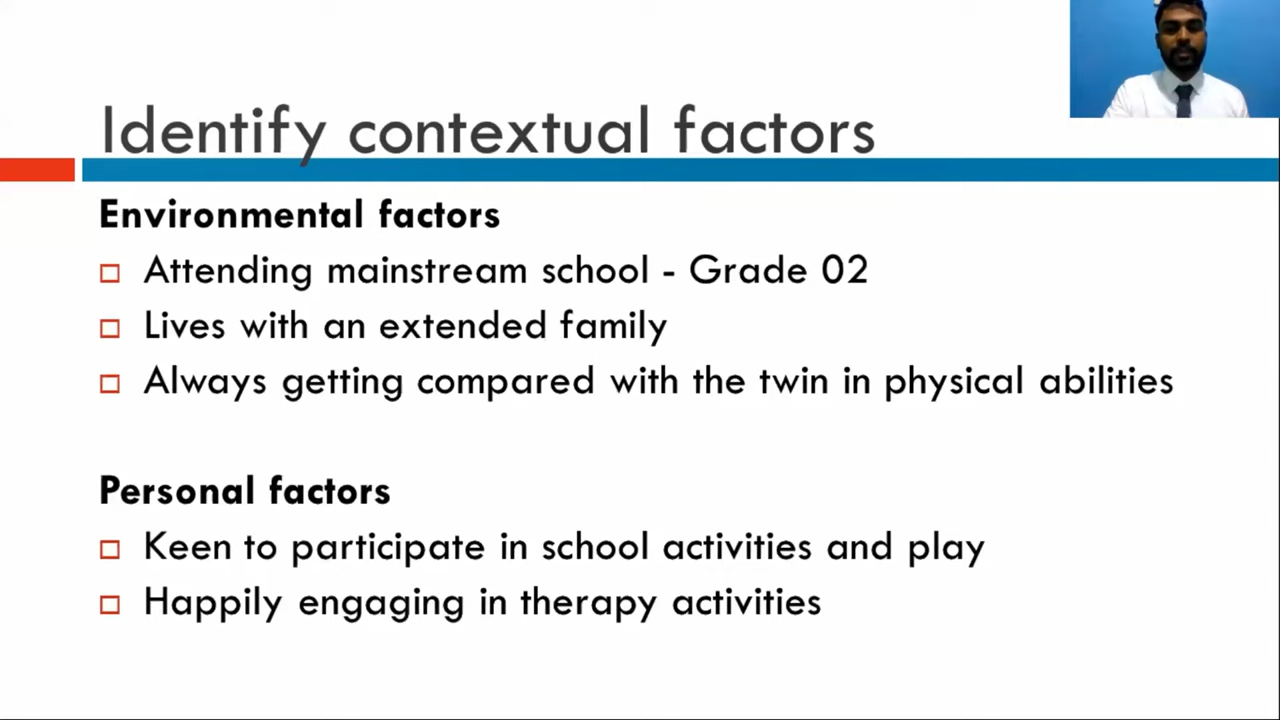 Identify contextual factors
Environmental factors
Attending mainstream school - Grade 02
Lives with an extended family
Always getting compared with the twin in physical abilities
Personal factors
Keen to participate in school activities and play
Happily engaging in therapy activities